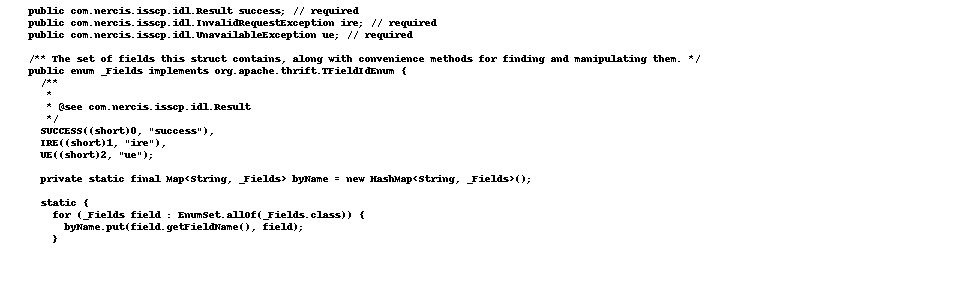 public com.nercis.isscp.idl.Result success; // required
public com.nercis.isscp.idl.InvalidRequestException ire; // required
public com.nercis.isscp.idl.UnavailableException ue; // required
/** The set of fields this struct contains, along with convenience methods for finding and manipulating them. */
public enum _Fields implements org.apache.thrift.TFieldIdEnum {
/**
*
* @see com.nercis.isscp.idl.Result
*/
SUCCESS((short)0, "success"),
IRE((short)1, "ire"),
UE((short)2, "ue");
private static final Map<String, _Fields> byName = new HashMap<String, _Fields>();
static {
for (_Fields field : EnumSet.allOf(_Fields.class)) {
byName.put(field.getFieldName(), field);
}